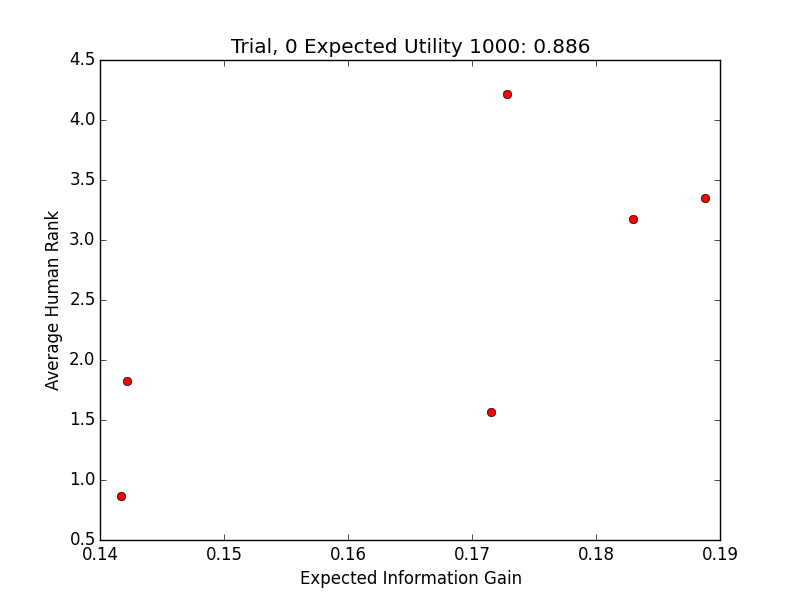 Trial, 0 Expected Utility 1000: 0.886
4.5
4.0
3.5
3.0
2.5
2.0
1.5
1.0
0.5
Average Human Rank
0.14 0.15 0.16 0.17 0.18 0.19
Expected Information Gain